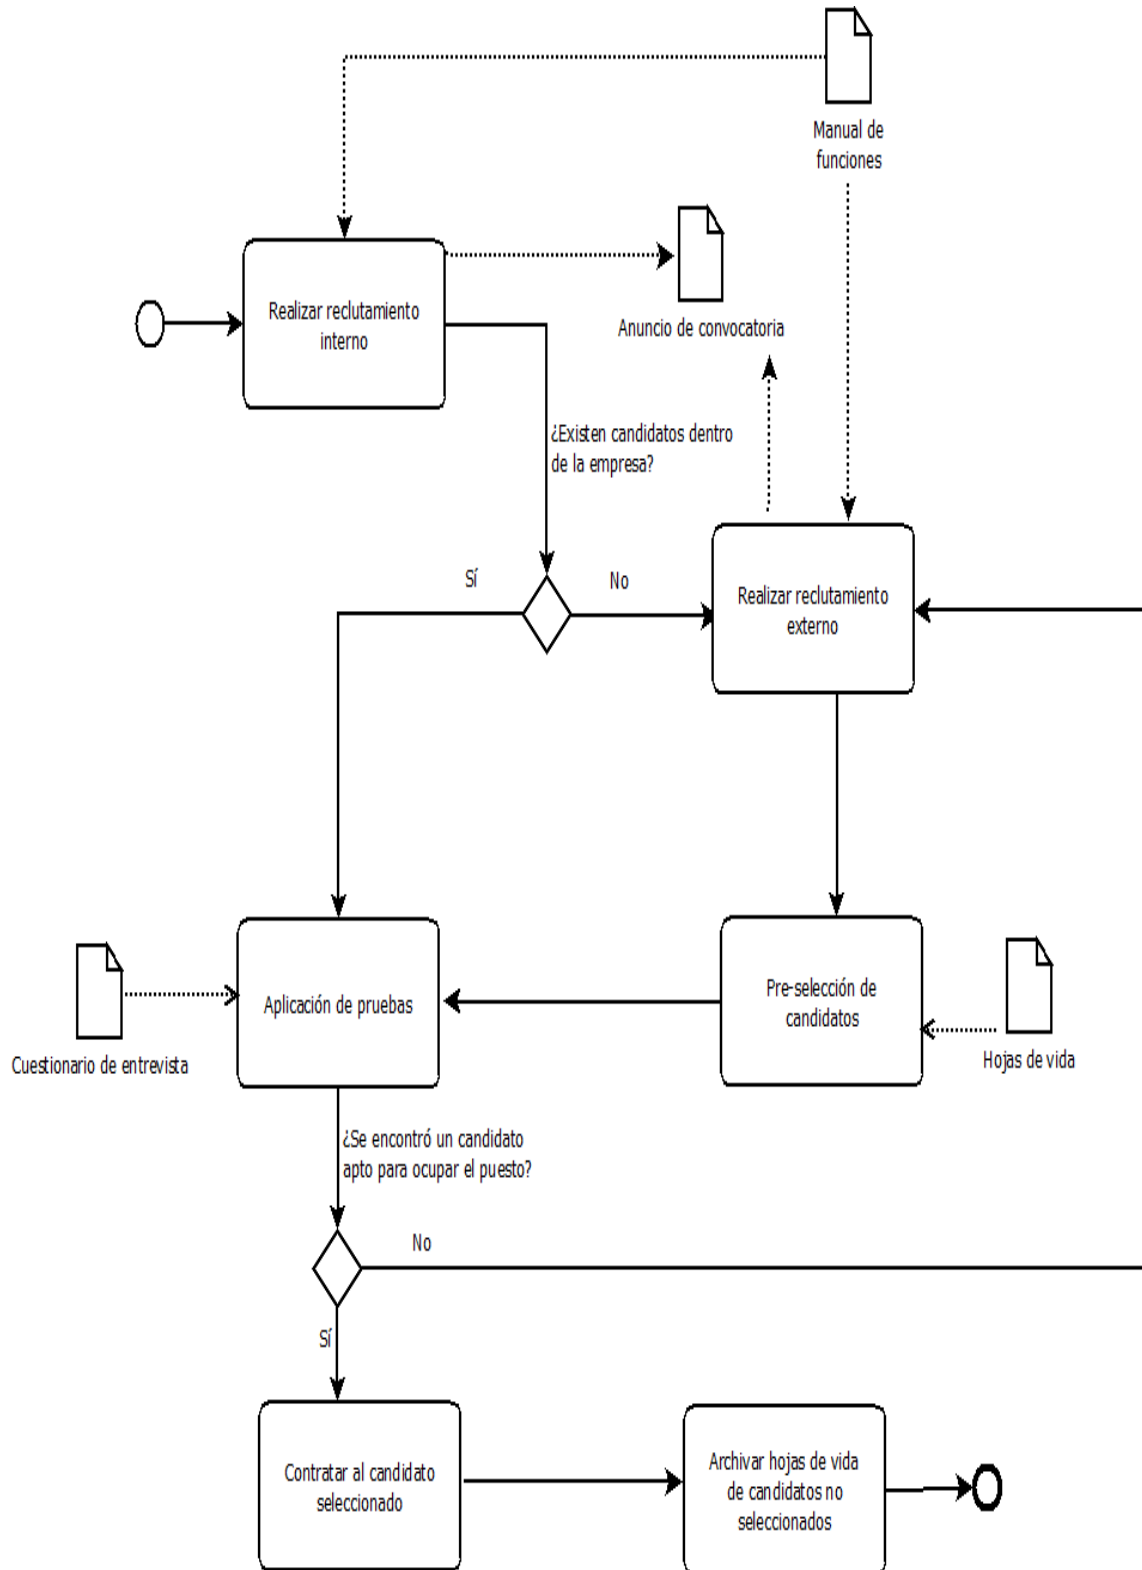 Manual de
funciones
Realizar reclutamiento
interno
Anuncio de convocatoria
¿Existen candidatos dentro
de la empresa?
Sí
No
Realizar reclutamiento
externo
Aplicación de pruebas
Pre-selección de
candidatos
Cuestionario de entrevista
Hojas de vida
¿Se encontró un candidato
apto para ocupar el puesto?
No
Sí
Contratar al candidato
seleccionado
Archivar hojas de vida
de candidatos no
seleccionados